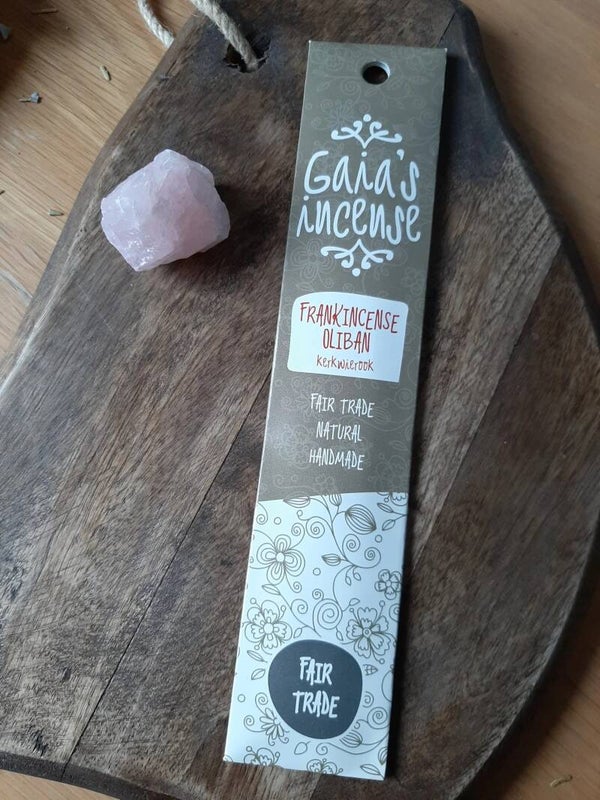 Gaia's
incense
FRANKINCENSE
OLIBAN
kerkwierook
FAIR TRADE
NATURAL
HANDMADE
FAIR
TRADE